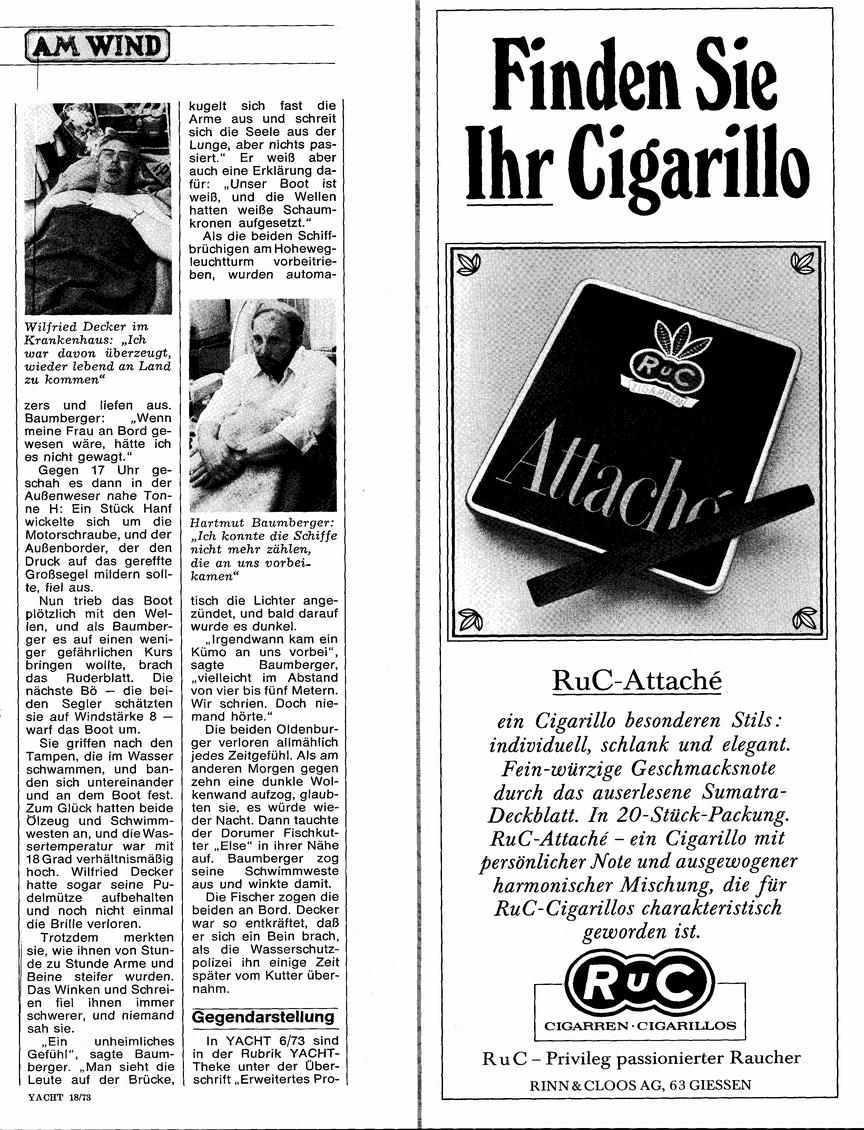 AM WIND
Wilfried Decker im
Krankenhaus: „Ich
war davon überzeugt,
wieder lebend an Land
zu kommen“
zers und liefen aus.
Baumberger: „Wenn
meine Frau an Bord ge-
wesen wäre, hätte ich
es nicht gewagt.“
Gegen 17 Uhr ge-
schah es dann in der
Außenweser nahe Ton-
ne H: Ein Stück Hanf
wickelte sich um die
Motorschraube, und der
Außenborder, der den
Druck auf das gereffte
Großsegel mildern soll-
te, fiel aus.
Nun trieb das Boot
plötzlich mit den Wel-
len, und als Baumber-
ger es auf einen weni-
ger gefährlichen Kurs
bringen wollte, brach
das Ruderblatt. Die
nächste Bö — die bei-
den Segler schätzten
sie auf Windstärke 8 —
warf das Boot um.
Sie griffen nach den
Tampen, die im Wasser
schwammen, und ban-
den sich untereinander
und an dem Boot fest.
Zum Glück hatten beide
Ölzeug und Schwimm-
westen an, und die Was-
sertemperatur war mit
18 Grad verhältnismäßig
hoch. Wilfried Decker
hatte sogar seine Pu-
delmütze aufbehalten
und noch nicht einmal
die Brille verloren.
Trotzdem merkten
sie, wie ihnen von Stun-
de zu Stunde Arme und
Beine steifer wurden.
Das Winken und Schrei-
en fiel ihnen immer
schwerer, und niemand
sah sie.
„Ein unheimliches
Gefühl“, sagte Baum-
berger. „Man sieht die
Leute auf der Brücke,
kugelt sich fast die
Arme aus und schreit
sich die Seele aus der
Lunge, aber nichts pas-
siert.“ Er weiß aber
auch eine Erklärung da-
für: „Unser Boot ist
weiß, und die Wellen
hatten weiße Schaum-
kronen aufgesetzt.“
Als die beiden Schiff-
brüchigen am Hoheweg-
leuchtturm vorbeitrie-
ben, wurden automa-
Hartmut Baumberger:
„Ich konnte die Schiffe
nicht mehr zählen,
die an uns vorbei-
kamen“
tisch die Lichter ange-
zündet, und bald darauf
wurde es dunkel.
„Irgendwann kam ein
Kümo an uns vorbei“,
sagte Baumberger,
„vielleicht im Abstand
von vier bis fünf Metern.
Wir schrien. Doch nie-
mand hörte.“
Die beiden Oldenbur-
ger verloren allmählich
jedes Zeitgefühl. Als am
anderen Morgen gegen
zehn eine dunkle Wol-
kenwand aufzog, glaub-
ten sie, es würde wie-
der Nacht. Dann tauchte
der Dorumer Fischkut-
ter „Else“ in ihrer Nähe
auf. Baumberger zog
seine Schwimmweste
aus und winkte damit.
Die Fischer zogen die
beiden an Bord. Decker
war so entkräftet, daß
er sich ein Bein brach,
als die Wasserschutz-
polizei ihn einige Zeit
später vom Kutter über-
nahm.
Gegendarstellung
In YACHT 6/73 sind
in der Rubrik YACHT-
Theke unter der Über-
schrift „Erweitertes Pro-
YACHT 18/73
Finden Sie
Ihr Cigarillo
RuC
CIGARREN
Attaché
RuC-Attaché
ein Cigarillo besonderen Stils:
individuell, schlank und elegant.
Fein-würzige Geschmacksnote
durch das auserlesene Sumatra-
Deckblatt. In 20-Stück-Packung.
RuC-Attaché – ein Cigarillo mit
persönlicher Note und ausgewogener
harmonischer Mischung, die für
RuC-Cigarillos charakteristisch
geworden ist.
RuC
CIGARREN · CIGARILLOS
RuC – Privileg passionierter Raucher
RINN & CLOOS AG, 63 GIESSEN